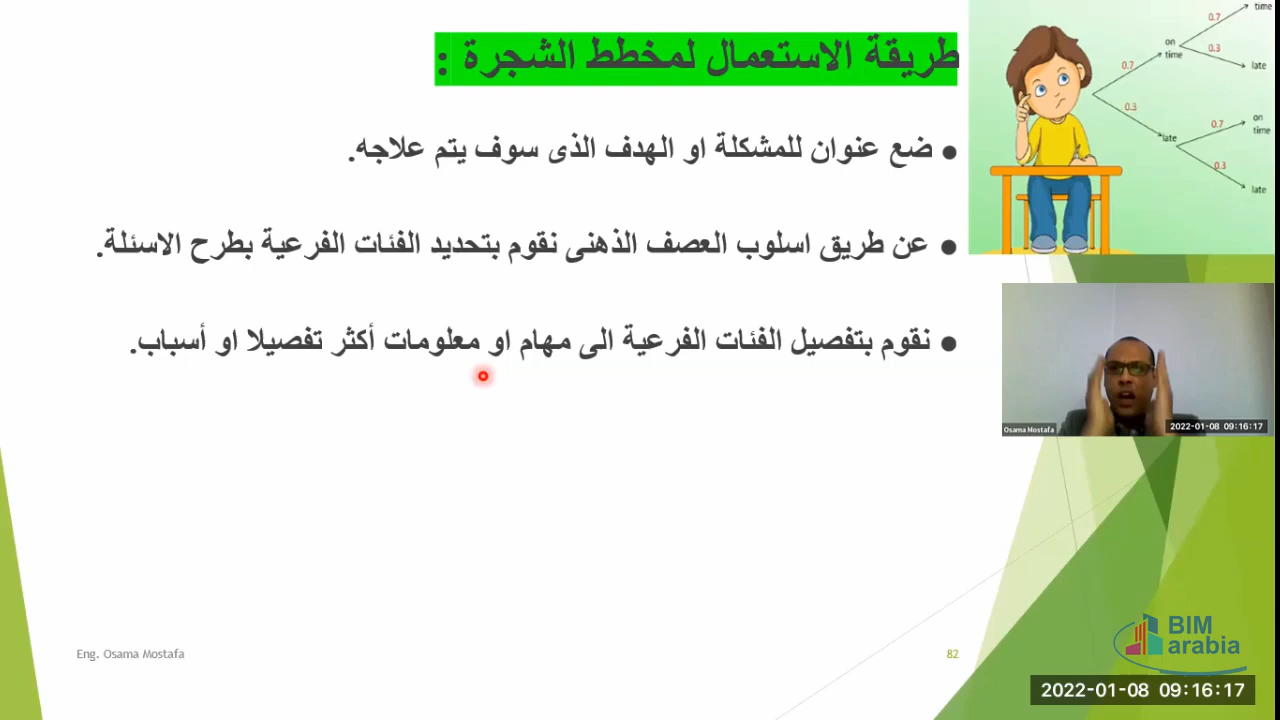 طريقة الاستعمال لمخطط الشجرة :
• ضع عنوان للمشكلة او الهدف الذى سوف يتم علاجه.
• عن طريق اسلوب العصف الذهنى نقوم بتحديد الفئات الفرعية بطرح الاسئلة.
• نقوم بتفصيل الفئات الفرعية الى مهام او معلومات أكثر تفصيلا او أسباب.
time
0.7
on
time
0.3
late
0.7
0.3
late
0.7
on
time
0.3
late
Osama Mostafa
2022-01-08 09:16:17
BIM
arabia
Eng. Osama Mostafa
82
2022-01-08 09:16:17